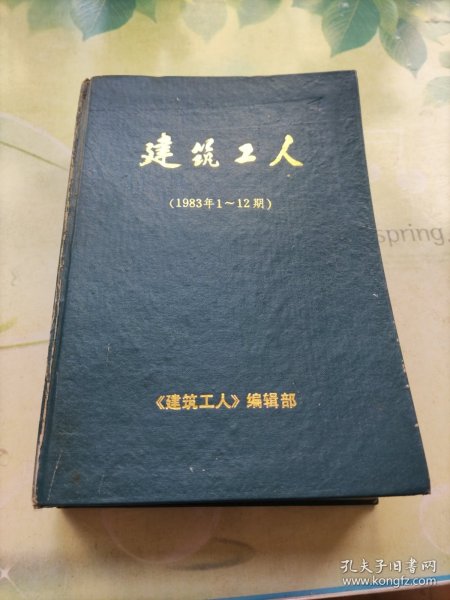 建筑工人
(1983年1～12期)
spring
《建筑工人》编辑部
孔夫子旧书网
www.kongfz.com